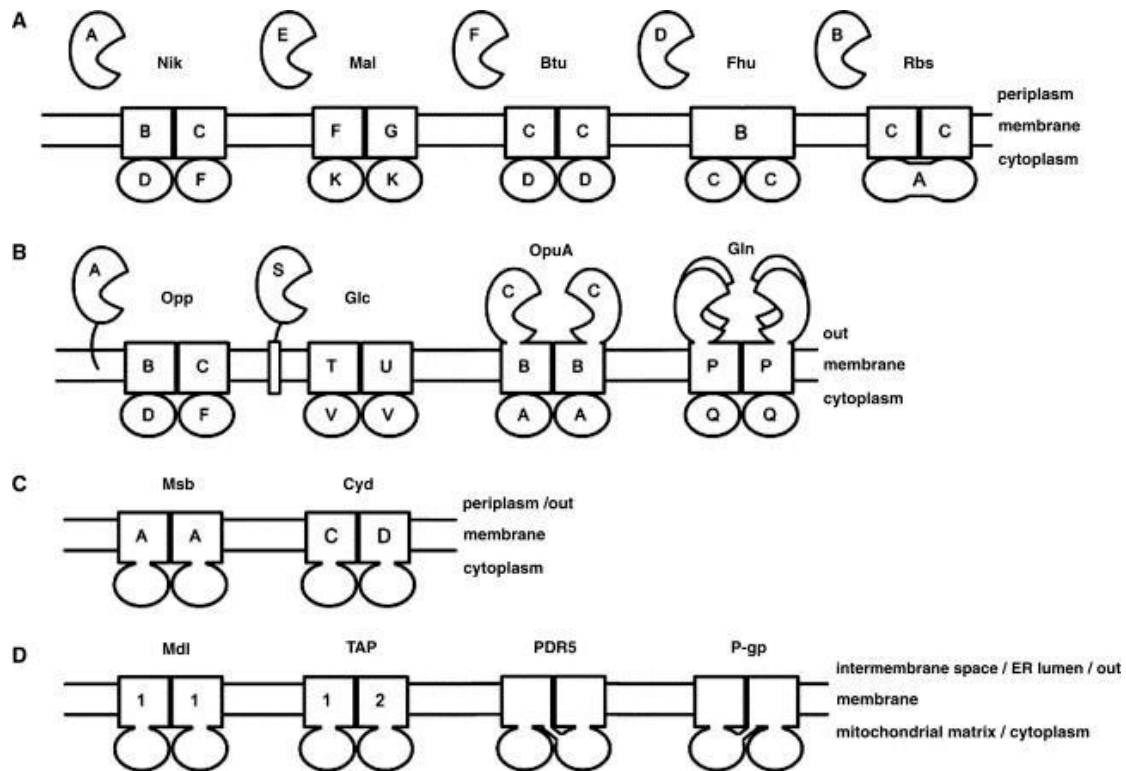 A
A E F D B
Nik Mal Btu Fhu Rbs
periplasm
B C F G C C B C C membrane
cytoplasm
D F K K D D C C A
B
OpuA Gln
A S C C
Opp Glc
out
B C T U B B P P membrane
cytoplasm
D F V V A A Q Q
C
Msb Cyd
periplasm /out
A A C D membrane
cytoplasm
D
Mdl TAP PDR5 P-gp
intermembrane space / ER lumen / out
1 1 1 2 membrane
mitochondrial matrix / cytoplasm